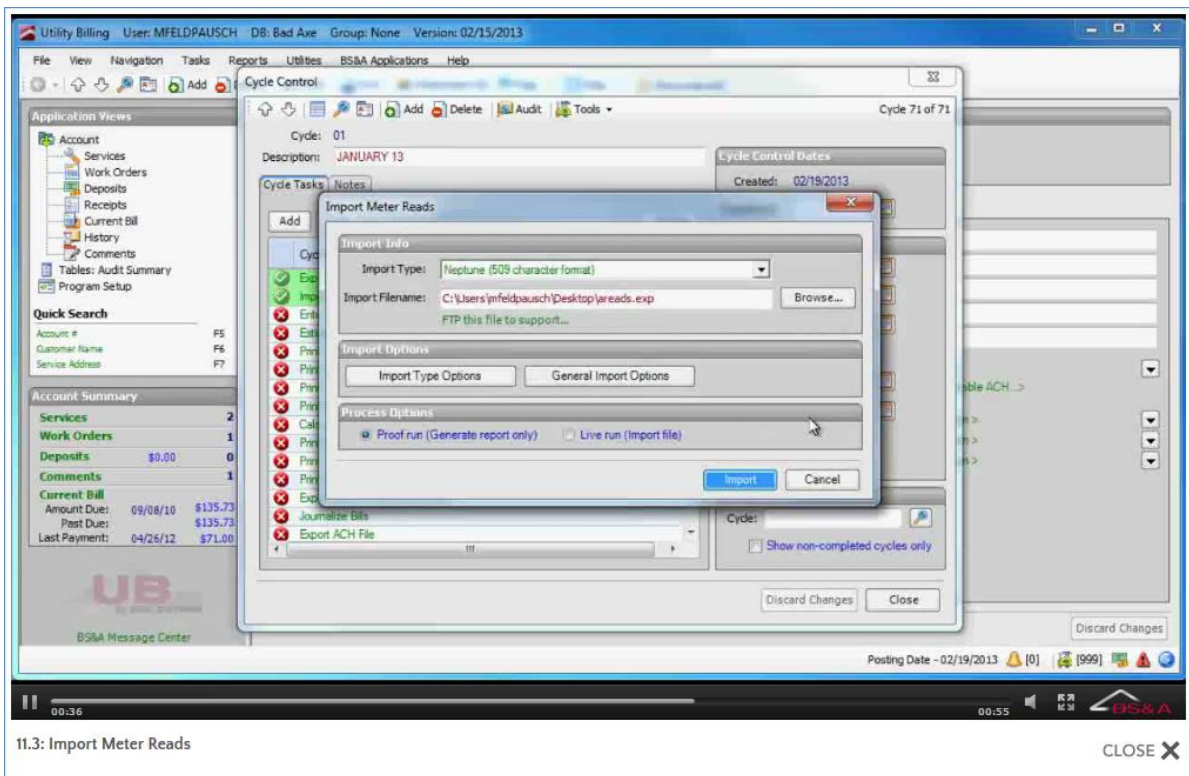 Utility Billing User: MFELDPAUSCH DB: Bad Axe Group: None Version: 02/15/2013
File View Navigation Tasks Reports Utilities BS&A Applications Help
Add
Application Views
Account
Services
Work Orders
Deposits
Receipts
Current Bill
History
Comments
Tables: Audit Summary
Program Setup
Quick Search
Account # F5
Customer Name F6
Service Address F7
Account Summary
Services 2
Work Orders 1
Deposits $0.00 0
Comments 1
Current Bill
Amount Due: 09/08/10 $135.73
Past Due: $135.73
Last Payment: 04/26/12 $71.00
UB
BS&A Message Center
Cycle Control
Add Delete Audit Tools Cycle 71 of 71
Cycle: 01
Description: JANUARY 13
Cycle Control Dates
Created: 02/19/2013
Cycle Tasks Notes
Add
Import Meter Reads
Import Info
Import Type: Neptune (509 character format)
Import Filename: C:\Users\mfeldpausch\Desktop\areads.exp Browse...
FTP this file to support...
Import Options
Import Type Options General Import Options
Process Options
Proof run (Generate report only) Live run (Import file)
Import Cancel
Journalize Bills
Export ACH File
Cycle:
Show non-completed cycles only
Discard Changes Close
able ACH...>
Discard Changes
Posting Date - 02/19/2013 [0] [999]
00:36 00:55 BS&A
11.3: Import Meter Reads
CLOSE